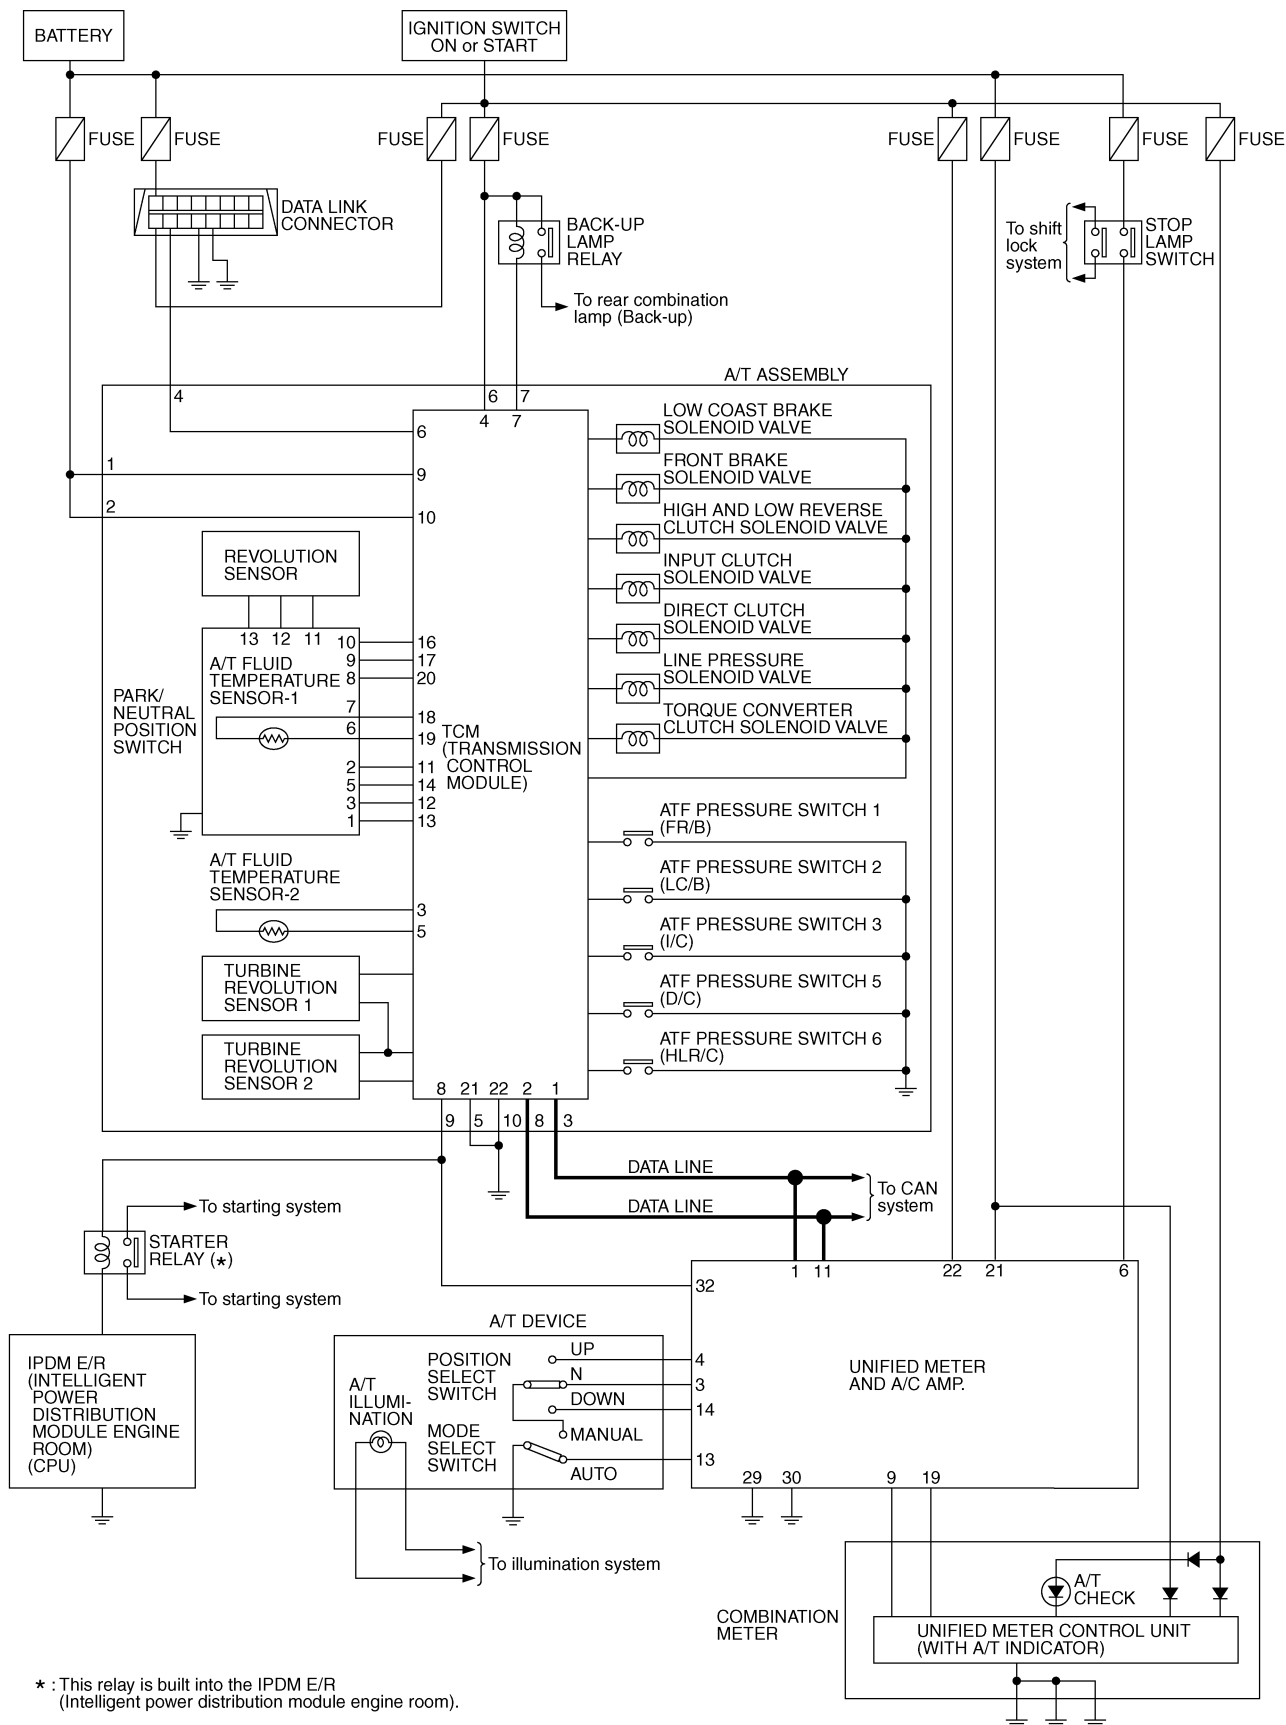 BATTERY
IGNITION SWITCH
ON or START
FUSE
FUSE
FUSE
FUSE
FUSE
FUSE
FUSE
FUSE
DATA LINK
CONNECTOR
BACK-UP
LAMP
RELAY
To shift
lock
system
STOP
LAMP
SWITCH
To rear combination
lamp (Back-up)
A/T ASSEMBLY
4
6
7
4
7
6
1
9
2
10
LOW COAST BRAKE
SOLENOID VALVE
FRONT BRAKE
SOLENOID VALVE
HIGH AND LOW REVERSE
CLUTCH SOLENOID VALVE
INPUT CLUTCH
SOLENOID VALVE
DIRECT CLUTCH
SOLENOID VALVE
LINE PRESSURE
SOLENOID VALVE
TORQUE CONVERTER
CLUTCH SOLENOID VALVE
REVOLUTION
SENSOR
13 12 11
10 16
9 17
8 20
7 18
6 19
2 11
5 14
3 12
1 13
A/T FLUID
TEMPERATURE
SENSOR-1
PARK/
NEUTRAL
POSITION
SWITCH
TCM
(TRANSMISSION
CONTROL
MODULE)
A/T FLUID
TEMPERATURE
SENSOR-2
3
5
TURBINE
REVOLUTION
SENSOR 1
TURBINE
REVOLUTION
SENSOR 2
ATF PRESSURE SWITCH 1
(FR/B)
ATF PRESSURE SWITCH 2
(LC/B)
ATF PRESSURE SWITCH 3
(I/C)
ATF PRESSURE SWITCH 5
(D/C)
ATF PRESSURE SWITCH 6
(HLR/C)
8 21 22 2 1
9 5 10 8 3
DATA LINE
DATA LINE
To CAN
system
To starting system
STARTER
RELAY (*)
To starting system
1 11 22 21 6
32
4
3
14
13
29 30 9 19
UNIFIED METER
AND A/C AMP.
A/T DEVICE
POSITION
SELECT
SWITCH
UP
N
DOWN
MANUAL
AUTO
MODE
SELECT
SWITCH
A/T
ILLUMI-
NATION
IPDM E/R
(INTELLIGENT
POWER
DISTRIBUTION
MODULE ENGINE
ROOM)
(CPU)
To illumination system
A/T
CHECK
COMBINATION
METER
UNIFIED METER CONTROL UNIT
(WITH A/T INDICATOR)
* : This relay is built into the IPDM E/R
(Intelligent power distribution module engine room).